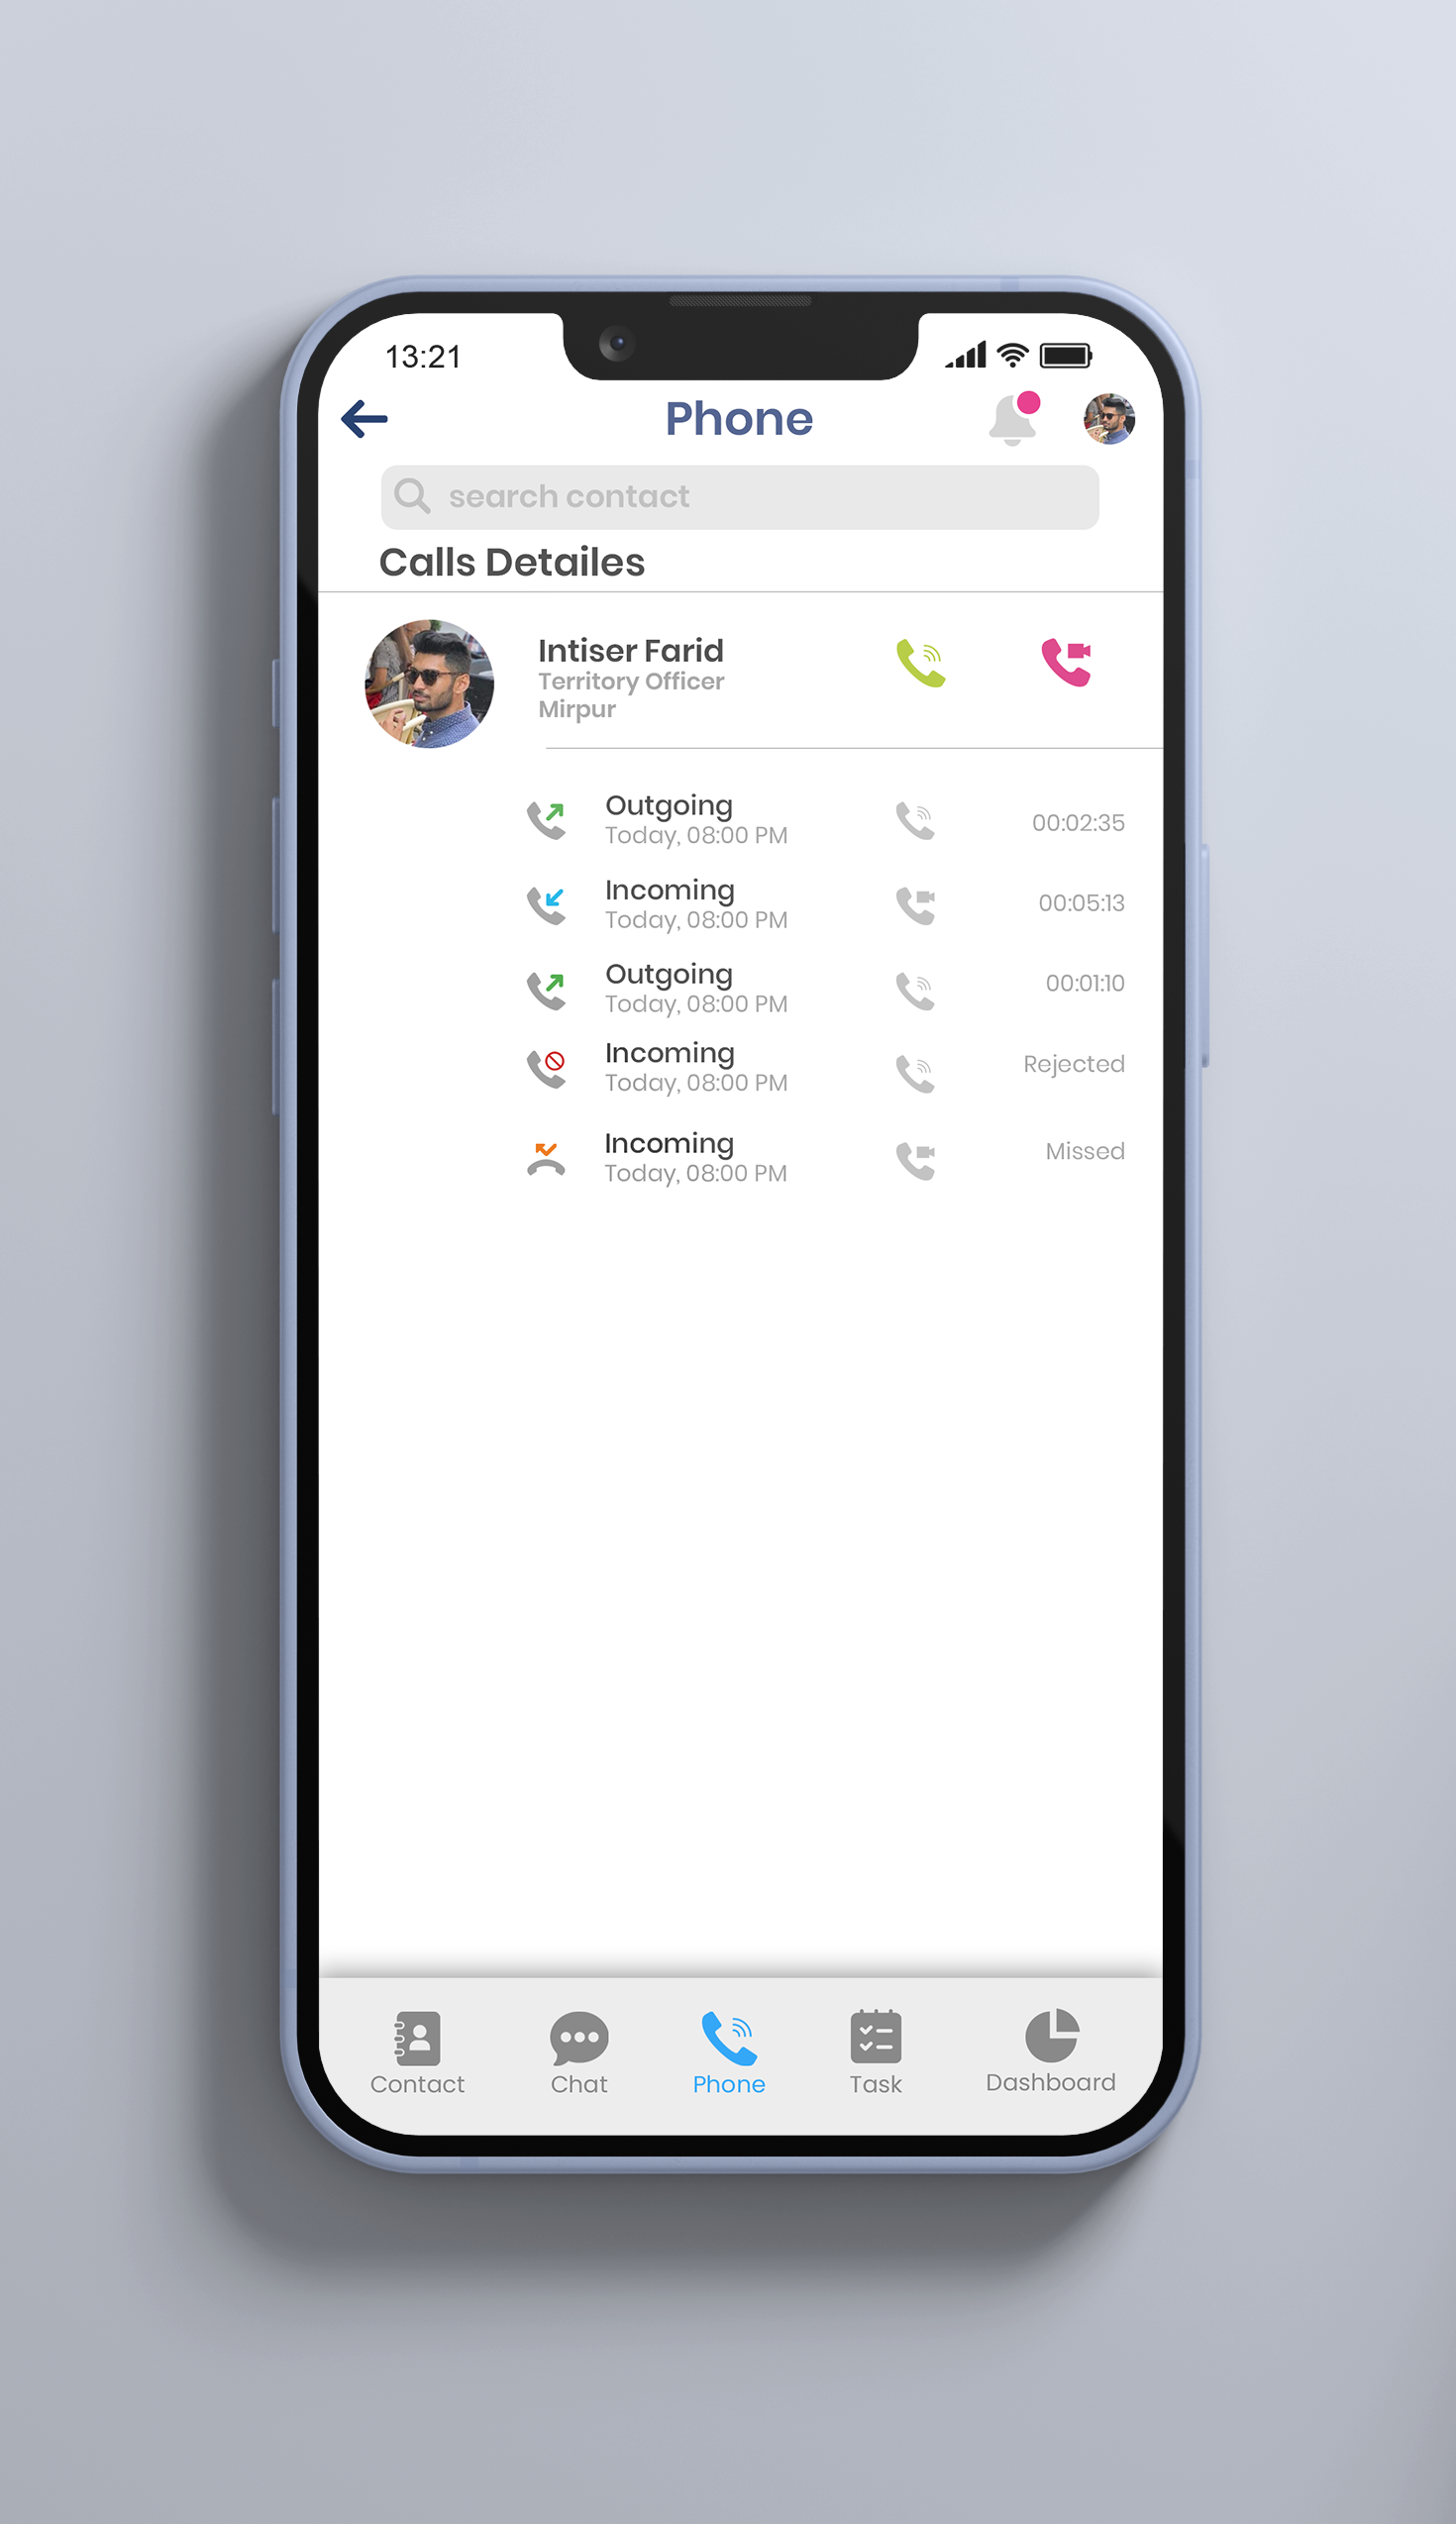 13:21
Phone
search contact
Calls Detailes
Intiser Farid
Territory Officer
Mirpur
Outgoing
Today, 08:00 PM
00:02:35
Incoming
Today, 08:00 PM
00:05:13
Outgoing
Today, 08:00 PM
00:01:10
Incoming
Today, 08:00 PM
Rejected
Incoming
Today, 08:00 PM
Missed
Contact
Chat
Phone
Task
Dashboard